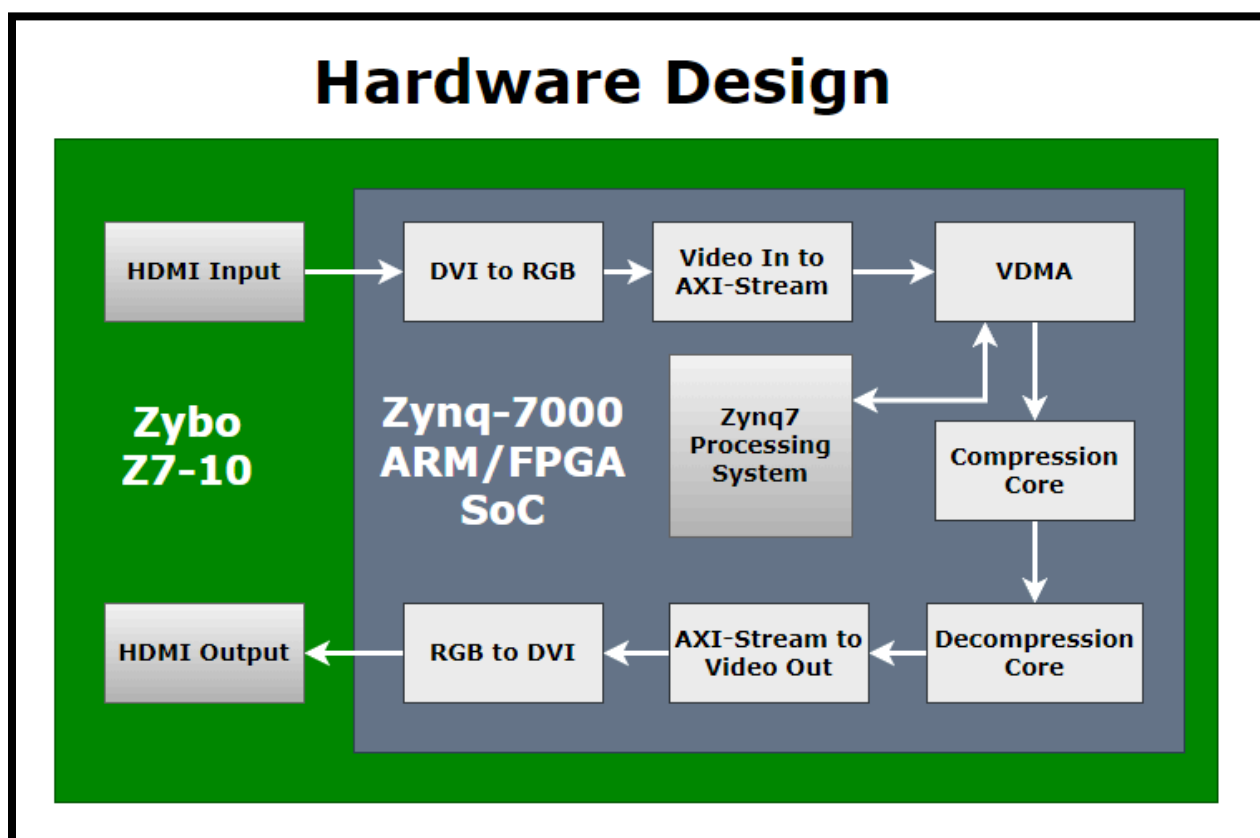 Hardware Design
HDMI Input
DVI to RGB
Video In to
AXI-Stream
VDMA
Zybo
Z7-10
Zynq-7000
ARM/FPGA
SoC
Zynq7
Processing
System
Compression
Core
HDMI Output
RGB to DVI
AXI-Stream to
Video Out
Decompression
Core